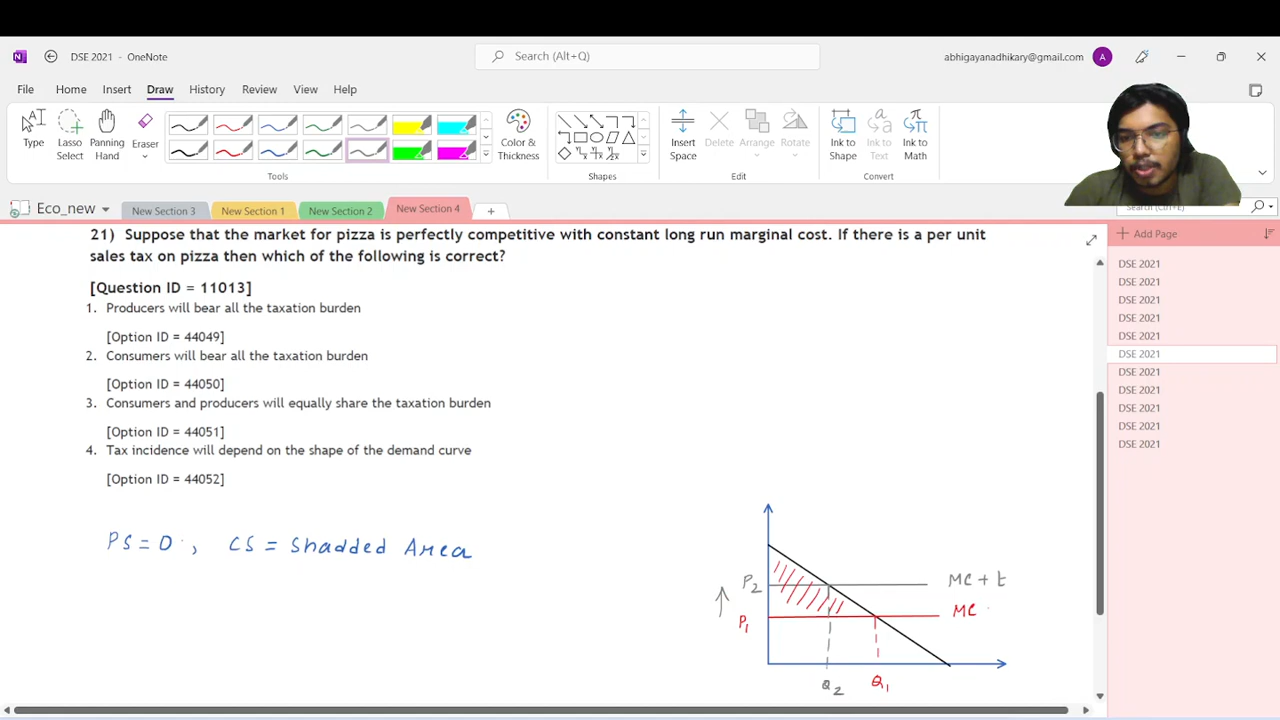 DSE 2021 - OneNote
Search (Alt+Q)
abhigayanadhikary@gmail.com
A
File Home Insert Draw History Review View Help
Type
Lasso Select
Panning Hand
Eraser
Color & Thickness
Insert Space
Delete
Arrange
Rotate
Ink to Shape
Ink to Text
Ink to Math
Tools
Shapes
Edit
Convert
Eco_new
New Section 3
New Section 1
New Section 2
New Section 4
+
Search (Ctrl+E)
Add Page
DSE 2021
DSE 2021
DSE 2021
DSE 2021
DSE 2021
DSE 2021
DSE 2021
DSE 2021
DSE 2021
DSE 2021
DSE 2021
21) Suppose that the market for pizza is perfectly competitive with constant long run marginal cost. If there is a per unit
sales tax on pizza then which of the following is correct?
[Question ID = 11013]
1. Producers will bear all the taxation burden
[Option ID = 44049]
2. Consumers will bear all the taxation burden
[Option ID = 44050]
3. Consumers and producers will equally share the taxation burden
[Option ID = 44051]
4. Tax incidence will depend on the shape of the demand curve
[Option ID = 44052]
PS = 0 , CS = Shadded Area
P2
MC + t
P1
MC
Q2
Q1